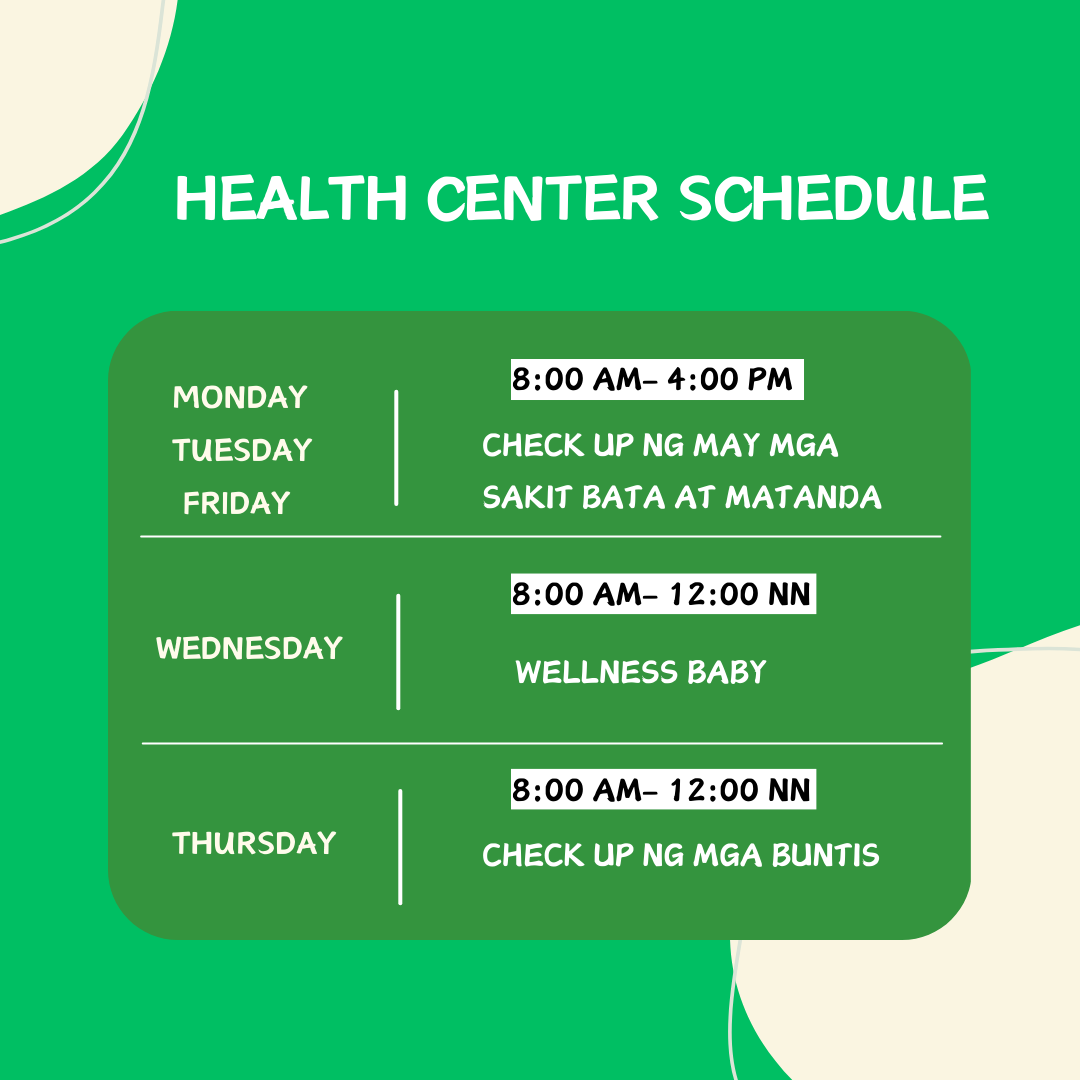 HEALTH CENTER SCHEDULE
MONDAY
TUESDAY
FRIDAY
8:00 AM– 4:00 PM
CHECK UP NG MAY MGA
SAKIT BATA AT MATANDA
WEDNESDAY
8:00 AM– 12:00 NN
WELLNESS BABY
THURSDAY
8:00 AM– 12:00 NN
CHECK UP NG MGA BUNTIS